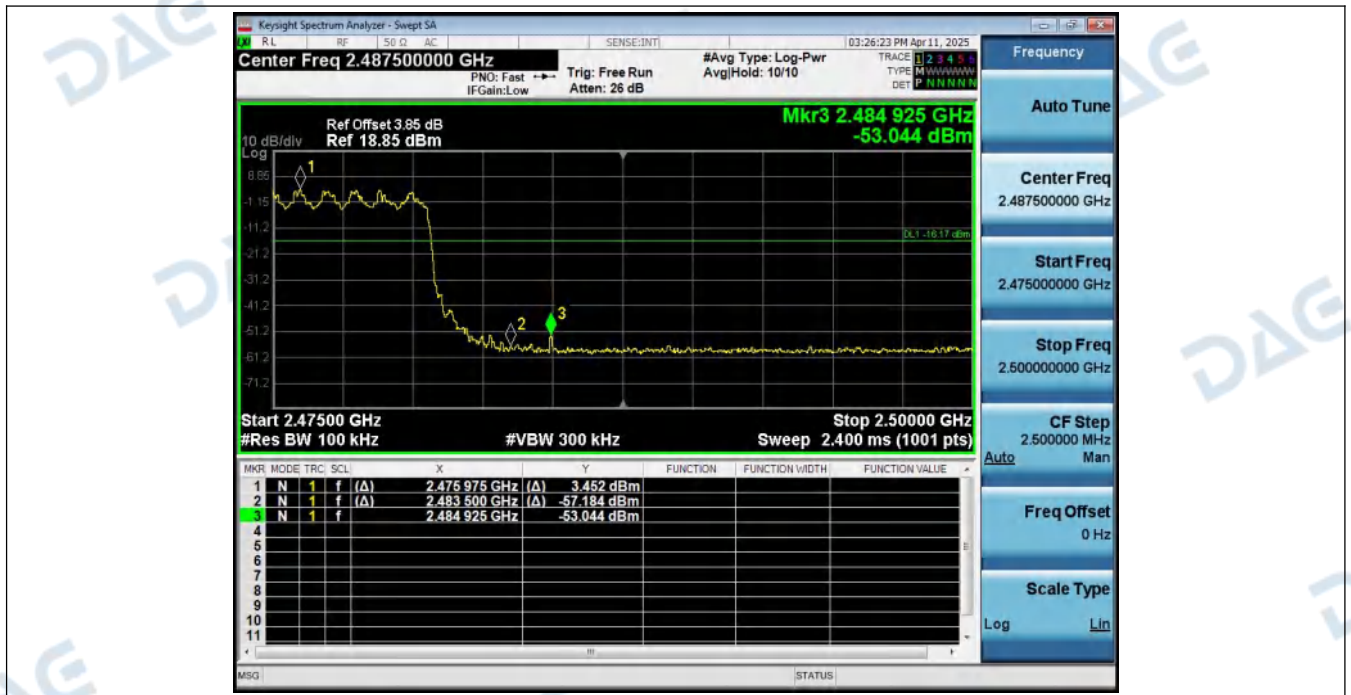 Keysight Spectrum Analyzer - Swept SA
LXI RL RF 50 Ω AC SENSE:INT 03:26:23 PM Apr 11, 2025
Center Freq 2.487500000 GHz
PNO: Fast
IFGain:Low
Trig: Free Run
Atten: 26 dB
#Avg Type: Log-Pwr
Avg|Hold: 10/10
TRACE 1 2 3 4 5 6
TYPE M WWWWW
DET P N N N N N
Mkr3 2.484 925 GHz
-53.044 dBm
Ref Offset 3.85 dB
10 dB/div Ref 18.85 dBm
Log
8.85
-1.15
-11.2
-21.2
-31.2
-41.2
-51.2
-61.2
-71.2
1
2
3
DL1 -16.17 dBm
Start 2.47500 GHz Stop 2.50000 GHz
#Res BW 100 kHz #VBW 300 kHz Sweep 2.400 ms (1001 pts)
MKR MODE TRC SCL X Y FUNCTION FUNCTION WIDTH FUNCTION VALUE
1 N 1 f (Δ) 2.475 975 GHz (Δ) 3.452 dBm
2 N 1 f (Δ) 2.483 500 GHz (Δ) -57.184 dBm
3 N 1 f 2.484 925 GHz -53.044 dBm
4
5
6
7
8
9
10
11
MSG STATUS
Frequency
Auto Tune
Center Freq
2.487500000 GHz
Start Freq
2.475000000 GHz
Stop Freq
2.500000000 GHz
CF Step
2.500000 MHz
Auto Man
Freq Offset
0 Hz
Scale Type
Log Lin
DAG
DAG
DAG
DAG